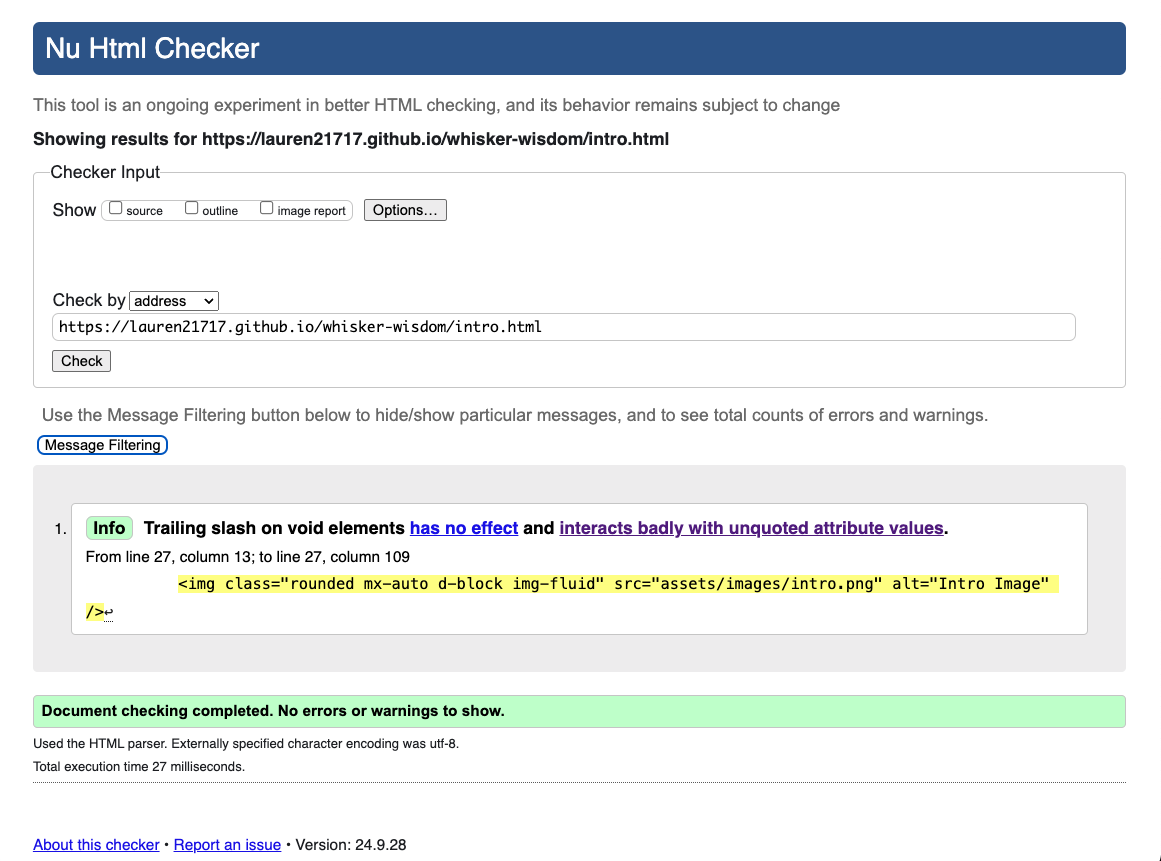 Nu Html Checker
This tool is an ongoing experiment in better HTML checking, and its behavior remains subject to change
Showing results for https://lauren21717.github.io/whisker-wisdom/intro.html
Checker Input
Show source outline image report Options...
Check by address
https://lauren21717.github.io/whisker-wisdom/intro.html
Check
Use the Message Filtering button below to hide/show particular messages, and to see total counts of errors and warnings.
Message Filtering
1. Info Trailing slash on void elements has no effect and interacts badly with unquoted attribute values.
From line 27, column 13; to line 27, column 109
<img class="rounded mx-auto d-block img-fluid" src="assets/images/intro.png" alt="Intro Image"
/>↩
Document checking completed. No errors or warnings to show.
Used the HTML parser. Externally specified character encoding was utf-8.
Total execution time 27 milliseconds.
About this checker • Report an issue • Version: 24.9.28